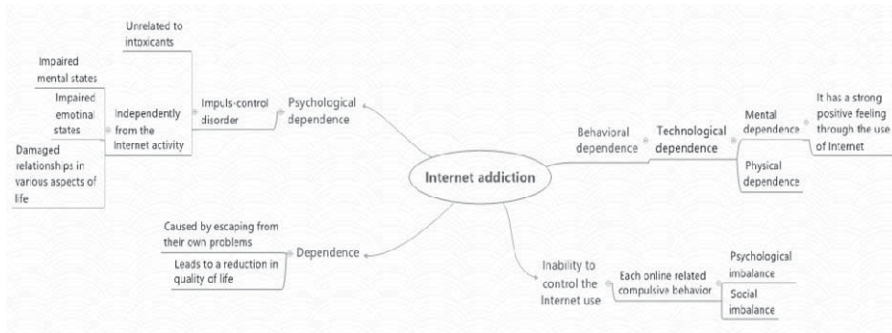 Unrelated to
intoxicants
Impaired
mental states
Impaired
emotinal
states
Damaged
relationships in
various aspects of
life
Independently
from the
Internet activity
Impuls-control
disorder
Psychological
dependence
Internet addiction
Behavioral
dependence
Technological
dependence
Mental
dependence
It has a strong
positive feeling
through the use
of Internet
Physical
dependence
Caused by escaping from
their own problems
Leads to a reduction in
quality of life
Dependence
Inability to
control the
Internet use
Each online related
compulsive behavior
Psychological
imbalance
Social
imbalance